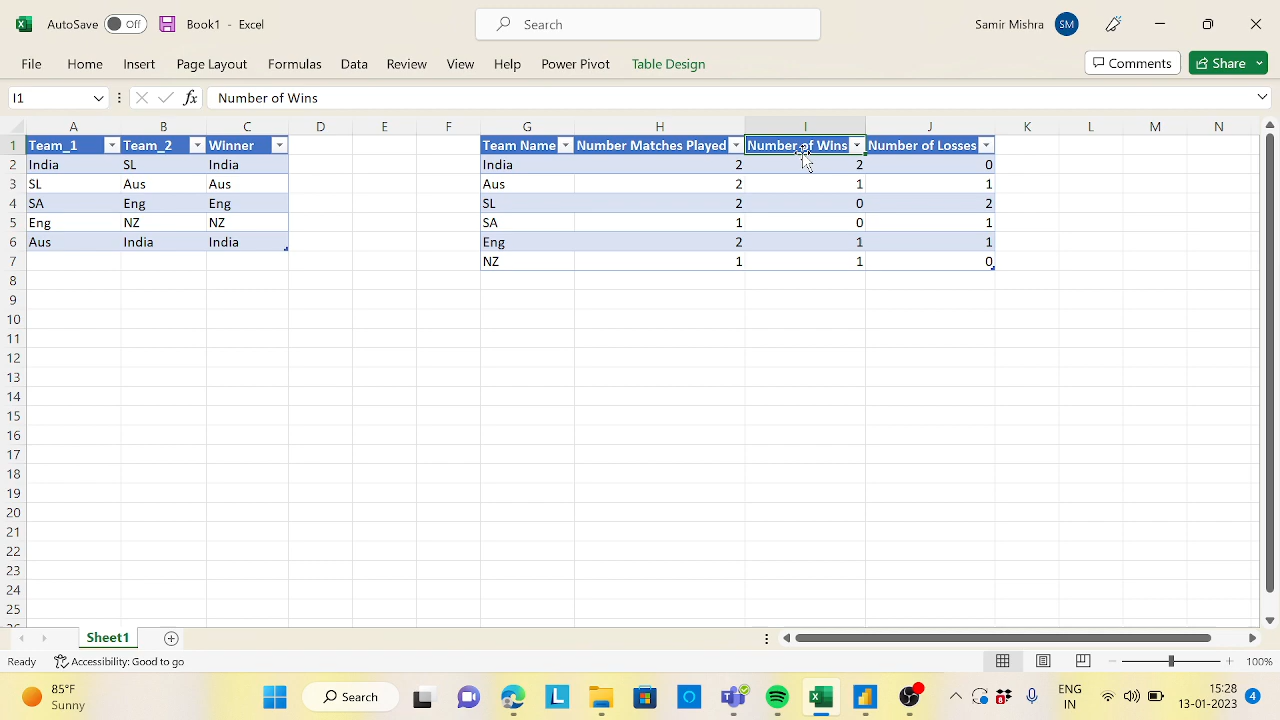 AutoSave Off Book1 - Excel Search Samir Mishra SM
File Home Insert Page Layout Formulas Data Review View Help Power Pivot Table Design Comments Share
I1 fx Number of Wins
A B C D E F G H I J K L M N
1 Team_1 Team_2 Winner Team Name Number Matches Played Number of Wins Number of Losses
2 India SL India India 2 2 0
3 SL Aus Aus Aus 2 1 1
4 SA Eng Eng SL 2 0 2
5 Eng NZ NZ SA 1 0 1
6 Aus India India Eng 2 1 1
7 NZ 1 1 0
8
9
10
11
12
13
14
15
16
17
18
19
20
21
22
23
24
25
Sheet1
Ready Accessibility: Good to go 100%
85°F Search ENG 15:28
Sunny IN 13-01-2023 4